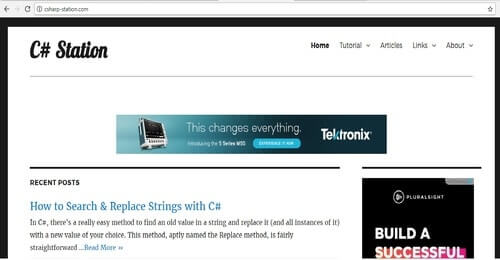 csharp-station.com
C# Station
Home Tutorial Articles Links About
This changes everything.
Introducing the 5 Series MSO EXPERIENCE IT NOW
Tektronix
RECENT POSTS
How to Search & Replace Strings with C#
In C#, there's a really easy method to find an old value in a string and replace it (and all instances of it)
with a new value of your choice. This method, aptly named the Replace method, is fairly
straightforward ...Read More »
PLURALSIGHT
BUILD A
SUCCESSFUL